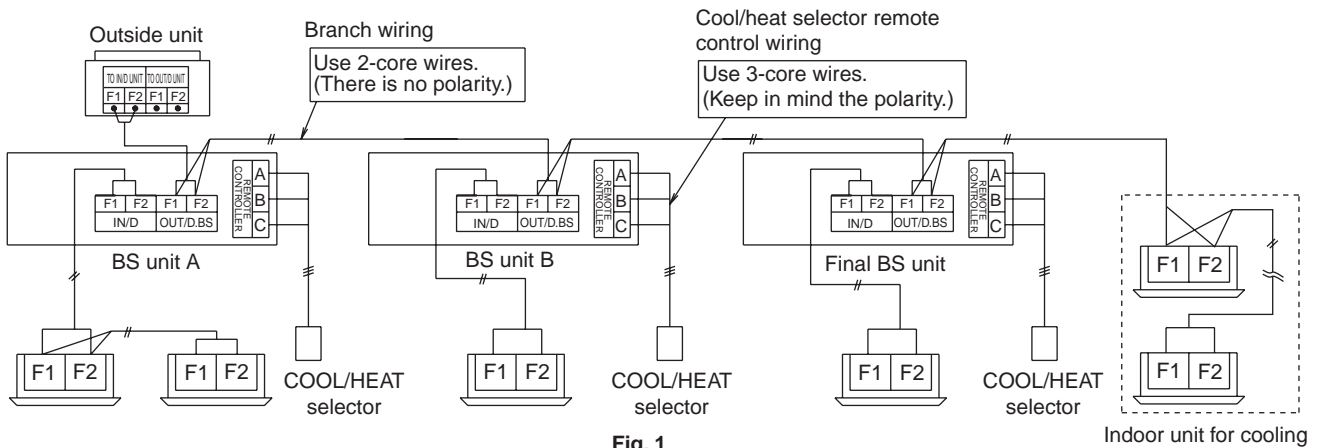 Outside unit
TO IN/D UNIT TO OUT/D UNIT
F1 F2 F1 F2
Branch wiring
Use 2-core wires.
(There is no polarity.)
Cool/heat selector remote
control wiring
Use 3-core wires.
(Keep in mind the polarity.)
F1 F2 F1 F2
IN/D OUT/D.BS
REMOTE
CONTROLLER
A
B
C
BS unit A
F1 F2 F1 F2
IN/D OUT/D.BS
REMOTE
CONTROLLER
A
B
C
BS unit B
F1 F2 F1 F2
IN/D OUT/D.BS
REMOTE
CONTROLLER
A
B
C
Final BS unit
F1 F2
F1 F2
F1 F2
COOL/HEAT
selector
F1 F2
COOL/HEAT
selector
F1 F2
COOL/HEAT
selector
F1 F2
Indoor unit for cooling
Fig. 1